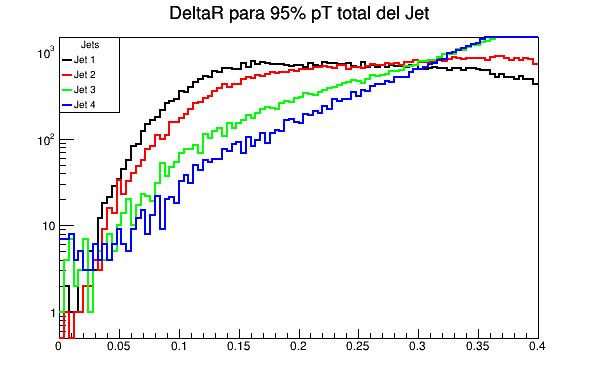 DeltaR para 95% pT total del Jet
Jets
Jet 1
Jet 2
Jet 3
Jet 4
10³
10²
10
1
0 0.05 0.1 0.15 0.2 0.25 0.3 0.35 0.4